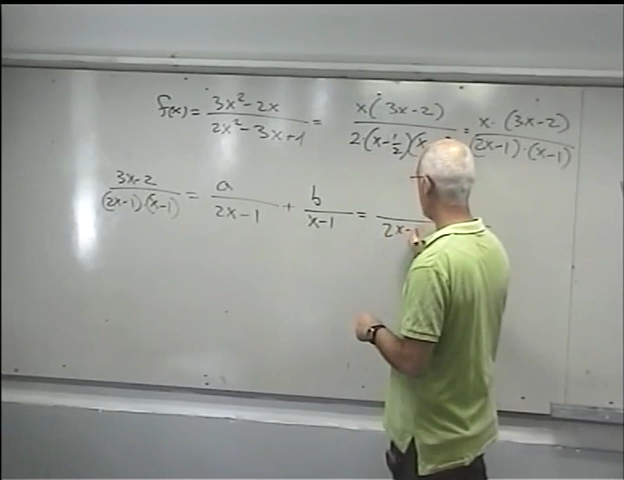 f(x) = 3x²-2x / 2x²-3x+1 = x(3x-2) / 2·(x-1/2)(x = x·(3x-2) / (2x-1)·(x-1)
3x-2 / (2x-1)·(x-1) = a / 2x-1 + b / x-1 = / 2x-